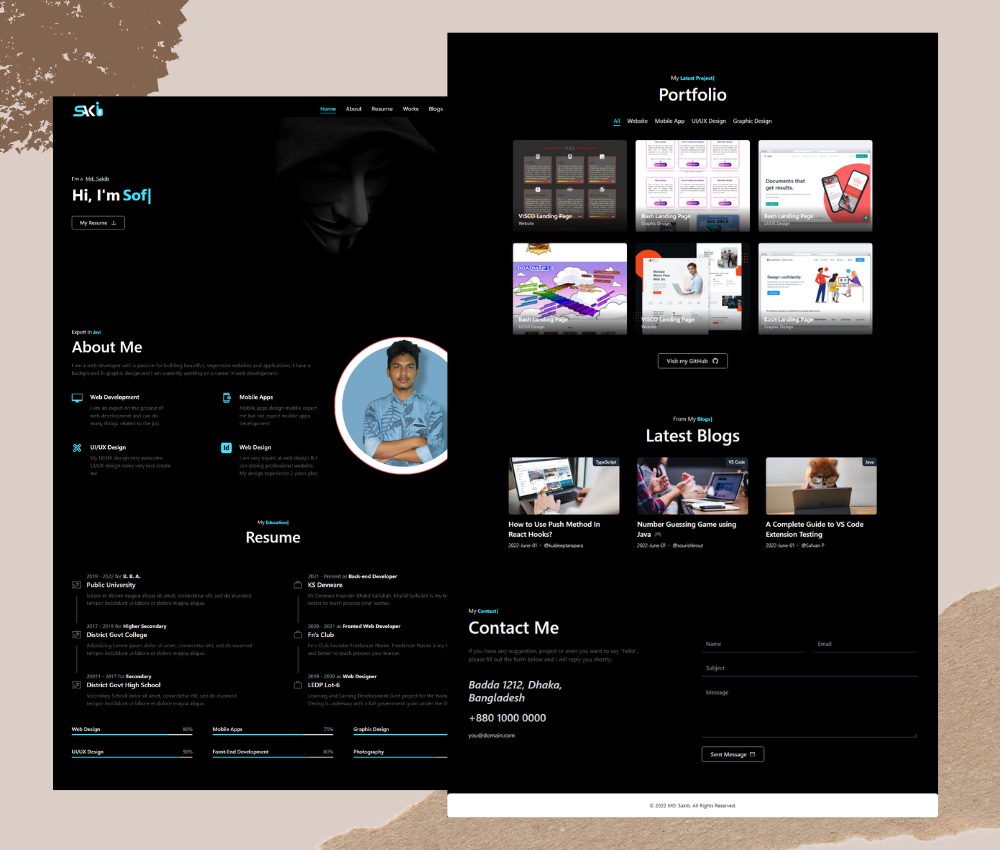 SKi
Home About Resume Works Blogs
I'm a Md. Sakib
Hi, I'm Sof|
My Resume
Expert in Jav|
About Me
I am a web developer with a passion for building beautiful, responsive websites and applications. I have a
background in graphic design and i am currently working on a career in web development.
Web Development
I am an expert on the ground of
web development and can do
many things related to the job.
Mobile Apps
Mobile apps design middle expert
me but not expert mobile apps
development
UI/UX Design
My UI/UX design very awesome.
UI/UX design looks very nice create
me
Web Design
I am very expert at web design & I
can desing profissional website.
My design experience 2 years plus.
My Education|
Resume
2019 - 2022 for B. B. A.
Public University
labore et dolore magna aliqua. consectetur elit, sed do eiusmod
tempor incididunt ut labore et dolore magna aliqua.
2017 - 2019 for Higher Secondary
District Govt College
Adipisicing Lorem ipsum dolor sit amet, consectetur elit, sed do
tempor incididunt ut labore et dolore magna aliqua.
20011 - 2017 for Secondary
District Govt High School
Secondary School dolor sit amet, consectetur elit, sed do eiusmod
tempor incididunt ut labore et dolore magna aliqua.
2021 - Present as Back-end Developer
KS Devware
KS Devware Founder Khalid Saifullah. Khalid Saifullah is my
better to teach process your learner.
2020 - 2021 as Fronted Web Developer
Fn's Club
Fn's Club Founder Freelancer Nasim. Freelancer Nasim is my
and better to teach process your learner.
2019 - 2020 as Web Designer
LEDP Lot-6
Learning and Earning Development Govt project for the
Desing is underway with a full government grant under the
Web Design 80%
Mobile Apps 75%
Graphic Design
UI/UX Design 90%
Fornt-End Development 80%
Photography
My Latest Project|
Portfolio
All Website Mobile App UI/UX Design Graphic Design
VISCO Landing Page
Website
Bash Landing Page
Graphic Design
Documents that
get results.
Bash Landing Page
UI/UX Design
ROADMAP.SY
Bash Landing Page
UI/UX Design
Wonder
VISCO Landing Page
Website
Design confidently.
Bash Landing Page
Graphic Design
Visit my GitHub
From My Blogs|
Latest Blogs
TypeScript
How to Use Push Method In
React Hooks?
2022-June-01 • @kuldeeptarapara
VS Code
Number Guessing Game using
Java
2022-June-01 • @sourishkrout
Java
A Complete Guide to VS Code
Extension Testing
2022-June-01 • @Safwan-P
My Contact|
Contact Me
If you have any suggestion, project or even you want to say "hello",
please fill out the form below and I will reply you shortly.
Badda 1212, Dhaka,
Bangladesh
+880 1000 0000
you@domain.com
Name Email
Subject
Message
Sent Message
© 2022 MD. Sakib. All Rights Reserved.